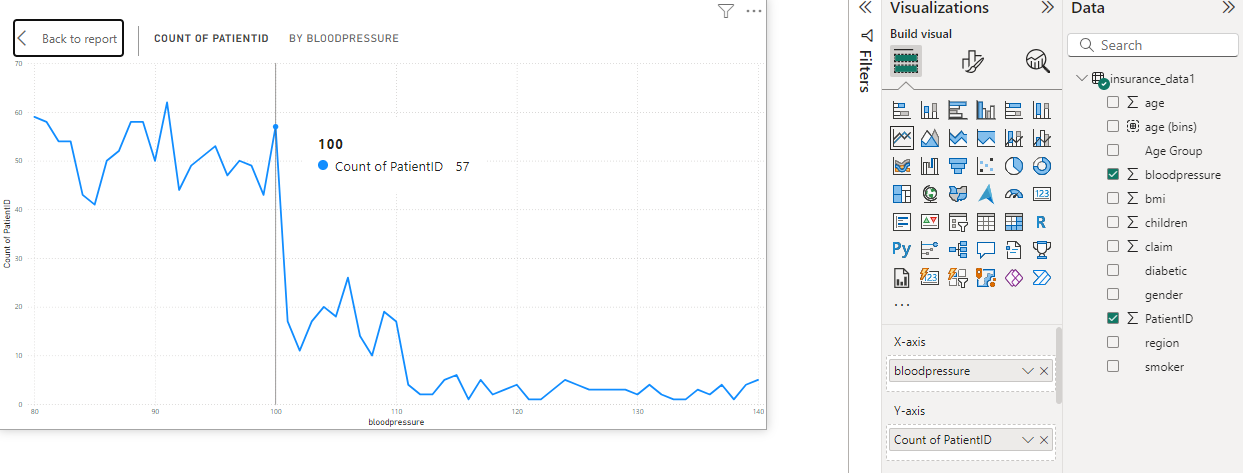 Back to report
COUNT OF PATIENTID BY BLOODPRESSURE
70
60
50
40
30
20
10
0
Count of PatientID
100
Count of PatientID 57
80 90 100 110 120 130 140
bloodpressure
Filters
Visualizations
Build visual
123
R
Py
123
...
X-axis
bloodpressure
Y-axis
Count of PatientID
Data
Search
insurance_data1
Σ age
age (bins)
Age Group
Σ bloodpressure
Σ bmi
Σ children
Σ claim
diabetic
gender
Σ PatientID
region
smoker